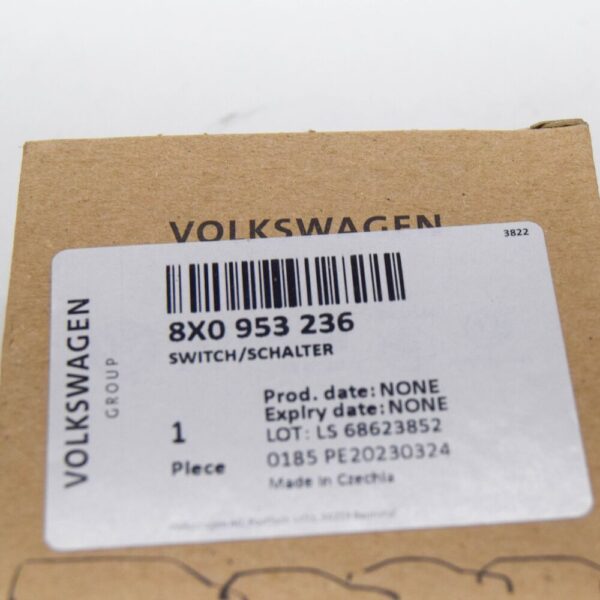 VOLKSWAGEN
3822
VOLKSWAGEN
GROUP
8X0 953 236
SWITCH/SCHALTER
Prod. date: NONE
Expiry date: NONE
1
LOT: LS 68623852
Piece
0185 PE20230324
Made in Czechia